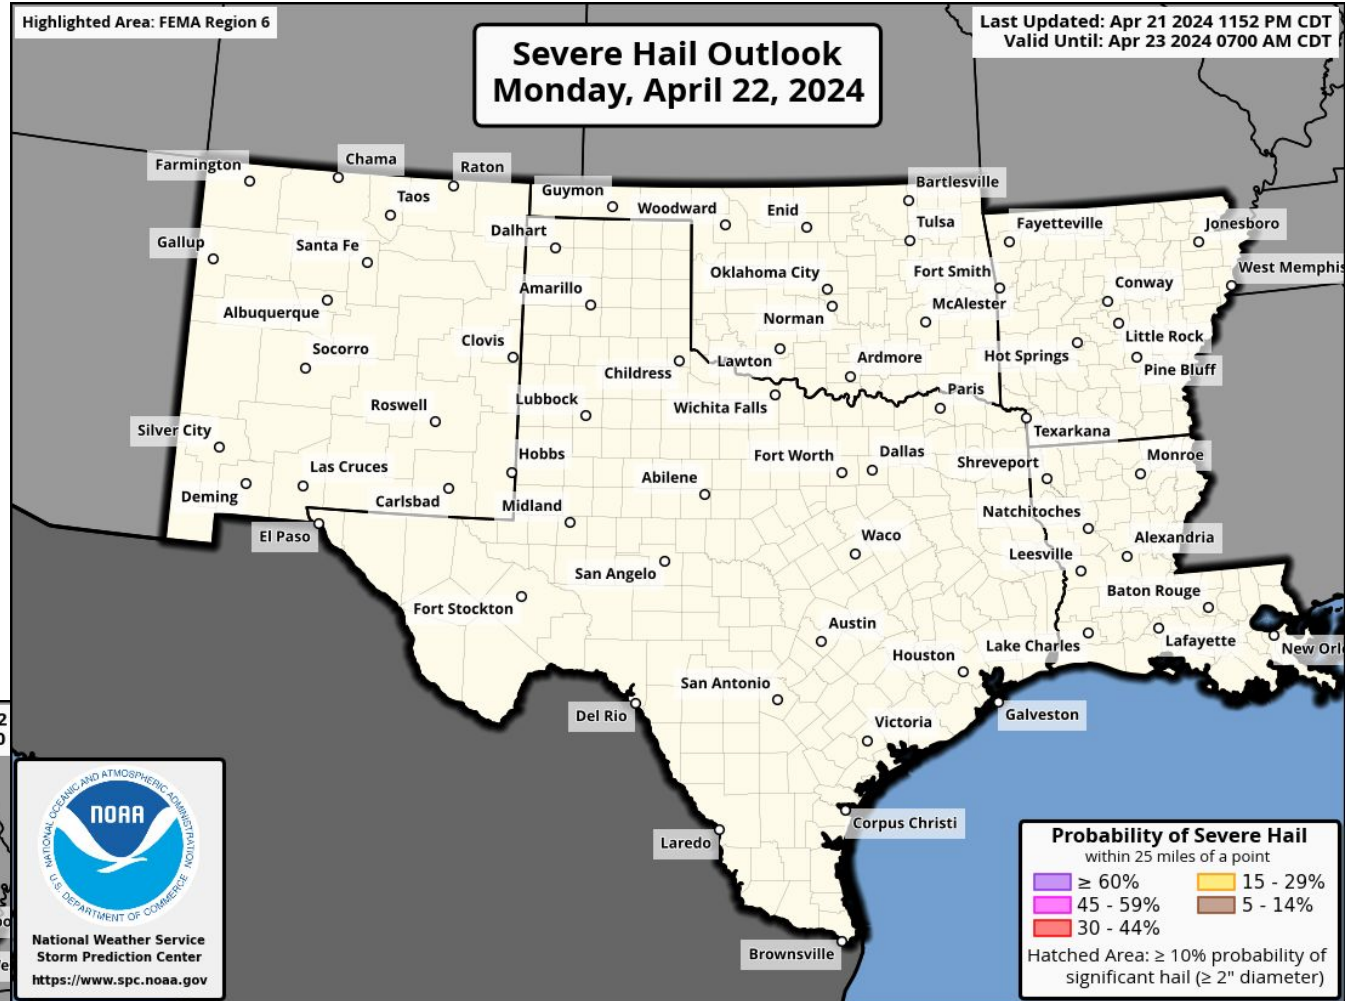 Highlighted Area: FEMA Region 6
Severe Hail Outlook
Monday, April 22, 2024
Last Updated: Apr 21 2024 1152 PM CDT
Valid Until: Apr 23 2024 0700 AM CDT
Farmington
Chama
Raton
Taos
Guymon
Woodward
Enid
Bartlesville
Tulsa
Fayetteville
Jonesboro
Gallup
Santa Fe
Dalhart
Oklahoma City
Fort Smith
West Memphis
Amarillo
Conway
Albuquerque
Norman
McAlester
Socorro
Clovis
Little Rock
Childress
Lawton
Ardmore
Hot Springs
Pine Bluff
Roswell
Lubbock
Wichita Falls
Paris
Silver City
Texarkana
Las Cruces
Hobbs
Abilene
Fort Worth
Dallas
Shreveport
Monroe
Deming
Carlsbad
Midland
Natchitoches
El Paso
Waco
Alexandria
San Angelo
Leesville
Fort Stockton
Baton Rouge
Austin
Houston
Lake Charles
Lafayette
New Orl
San Antonio
Del Rio
Victoria
Galveston
Laredo
Corpus Christi
Brownsville
2
0
NATIONAL OCEANIC AND ATMOSPHERIC ADMINISTRATION
NOAA
U.S. DEPARTMENT OF COMMERCE
National Weather Service
Storm Prediction Center
https://www.spc.noaa.gov
Probability of Severe Hail
within 25 miles of a point
≥ 60% 15 - 29%
45 - 59% 5 - 14%
30 - 44%
Hatched Area: ≥ 10% probability of
significant hail (≥ 2" diameter)